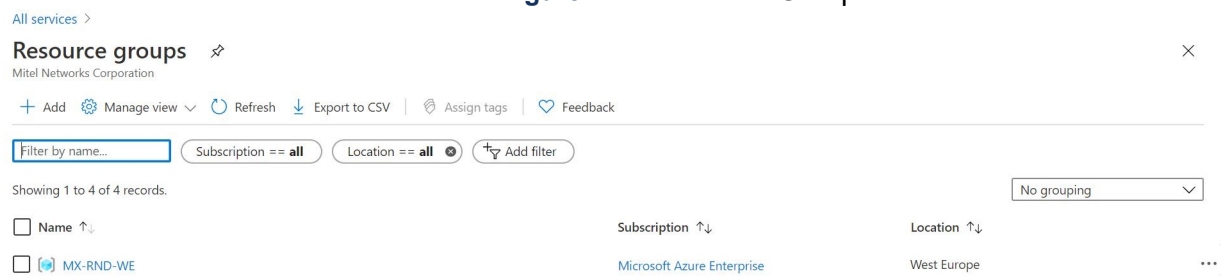 All services >
Resource groups
Mitel Networks Corporation
Add Manage view Refresh Export to CSV Assign tags Feedback
Filter by name... Subscription == all Location == all Add filter
Showing 1 to 4 of 4 records. No grouping
Name ↑↓ Subscription ↑↓ Location ↑↓
MX-RND-WE Microsoft Azure Enterprise West Europe ...